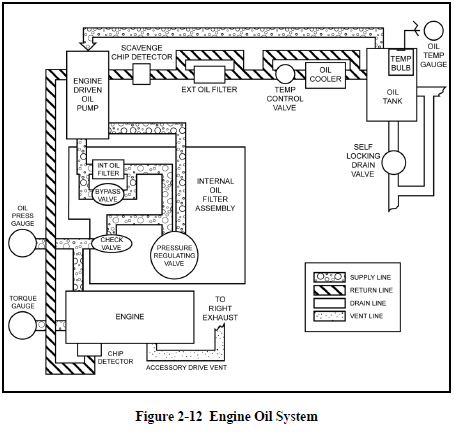 SCAVENGE
CHIP DETECTOR
ENGINE
DRIVEN
OIL
PUMP
EXT OIL FILTER
TEMP
CONTROL
VALVE
OIL
COOLER
TEMP
BULB
OIL
TEMP
GAUGE
OIL
TANK
SELF
LOCKING
DRAIN
VALVE
INT OIL
FILTER
BYPASS
VALVE
INTERNAL
OIL
FILTER
ASSEMBLY
OIL
PRESS
GAUGE
CHECK
VALVE
PRESSURE
REGULATING
VALVE
TORQUE
GAUGE
ENGINE
TO
RIGHT
EXHAUST
CHIP
DETECTOR
ACCESSORY DRIVE VENT
SUPPLY LINE
RETURN LINE
DRAIN LINE
VENT LINE
Figure 2-12 Engine Oil System